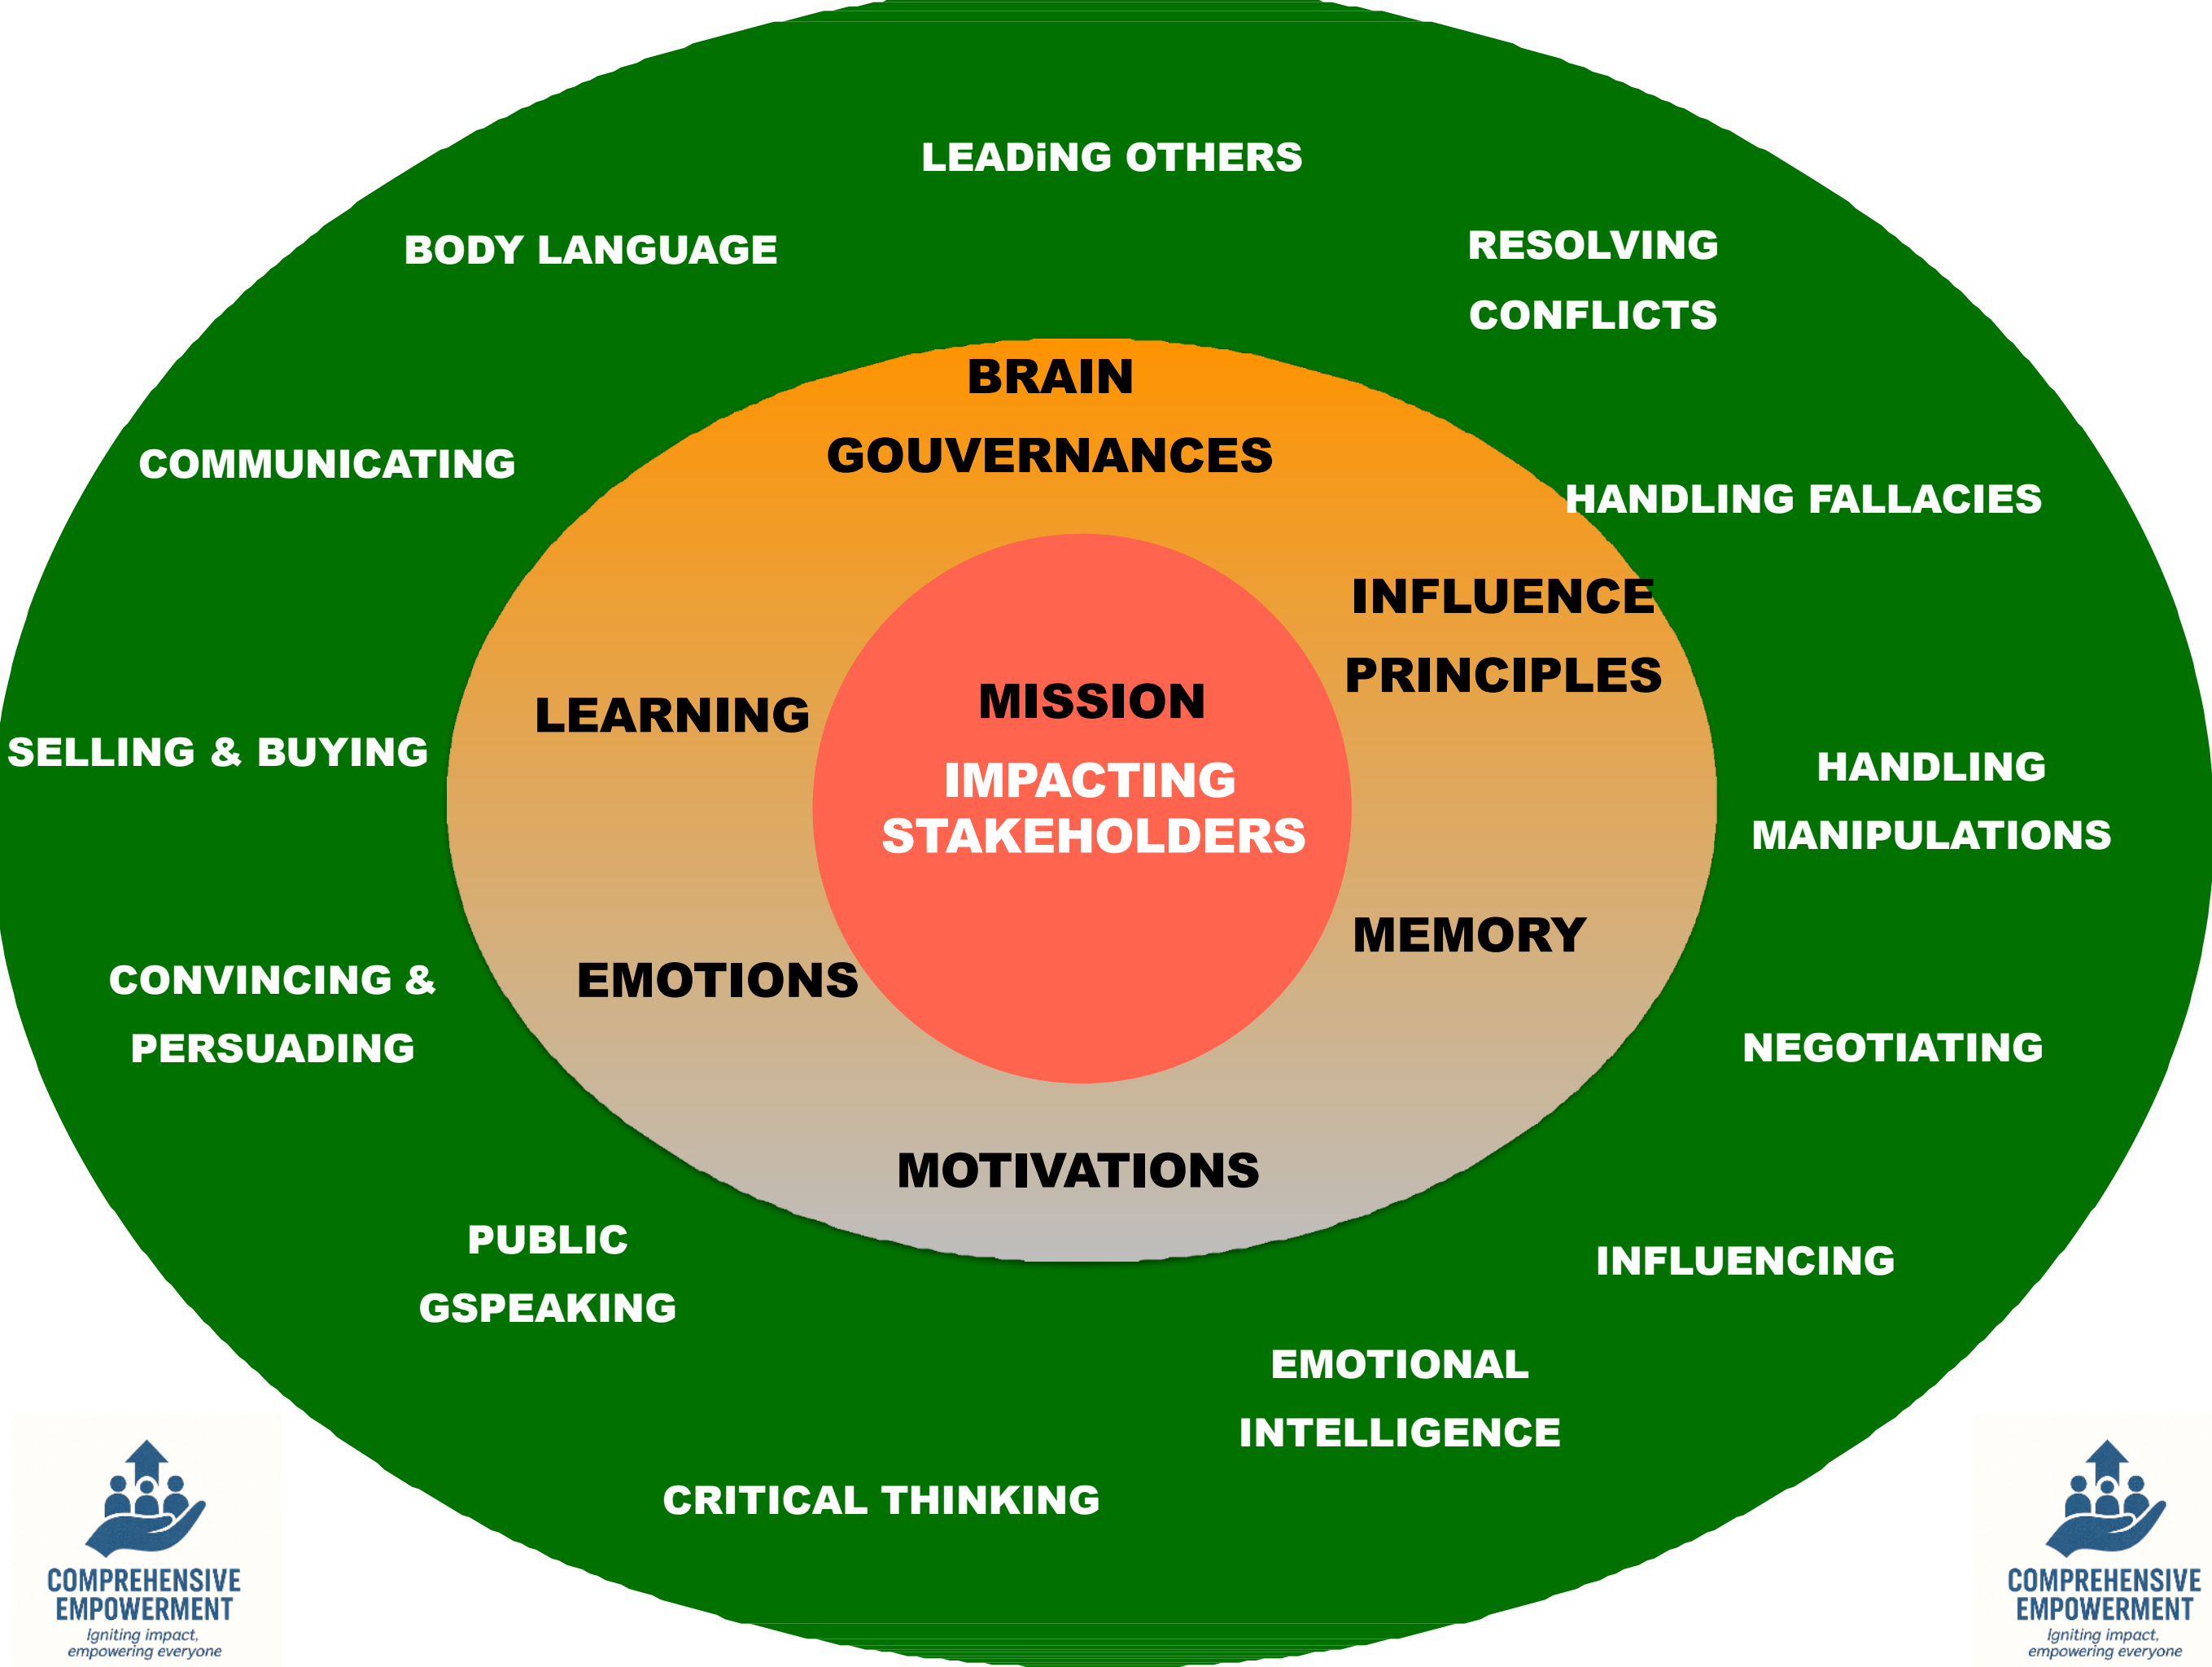 LEADiNG OTHERS
BODY LANGUAGE
RESOLVING
CONFLICTS
BRAIN
GOUVERNANCES
COMMUNICATING
HANDLING FALLACIES
INFLUENCE
PRINCIPLES
LEARNING
MISSION
IMPACTING
STAKEHOLDERS
SELLING & BUYING
HANDLING
MANIPULATIONS
MEMORY
EMOTIONS
CONVINCING &
PERSUADING
NEGOTIATING
MOTIVATIONS
PUBLIC
GSPEAKING
INFLUENCING
EMOTIONAL
INTELLIGENCE
CRITICAL THINKING
COMPREHENSIVE
EMPOWERMENT
Igniting impact,
empowering everyone
COMPREHENSIVE
EMPOWERMENT
Igniting impact,
empowering everyone